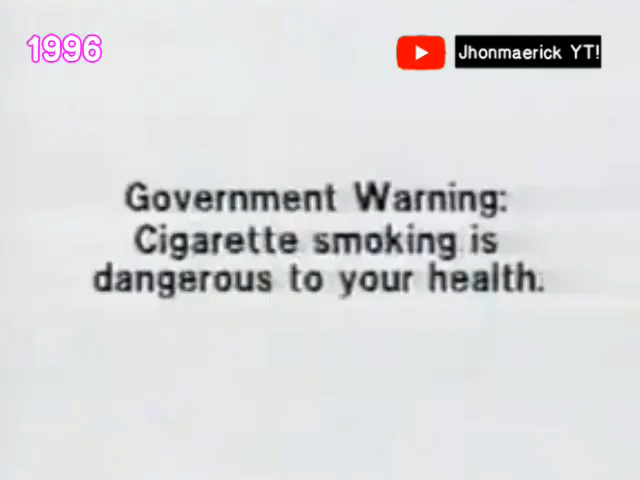 1996
Jhonmaerick YT!
Government Warning:
Cigarette smoking is
dangerous to your health.